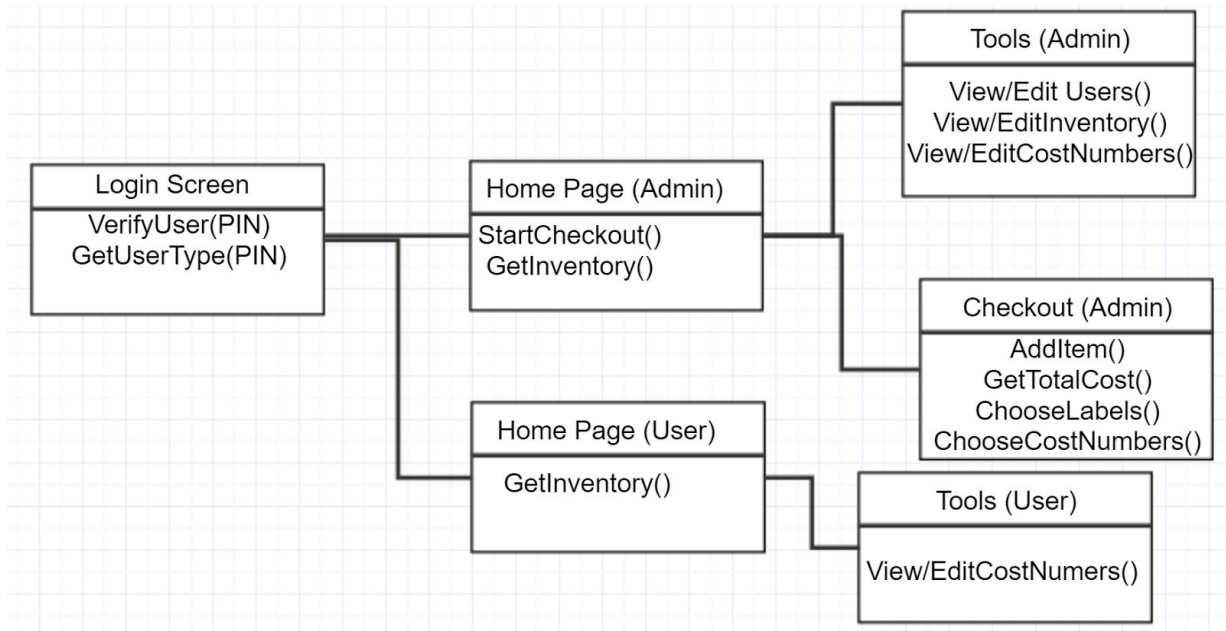 Login Screen
VerifyUser(PIN)
GetUserType(PIN)
Home Page (Admin)
StartCheckout()
GetInventory()
Home Page (User)
GetInventory()
Tools (Admin)
View/Edit Users()
View/EditInventory()
View/EditCostNumbers()
Checkout (Admin)
AddItem()
GetTotalCost()
ChooseLabels()
ChooseCostNumbers()
Tools (User)
View/EditCostNumers()